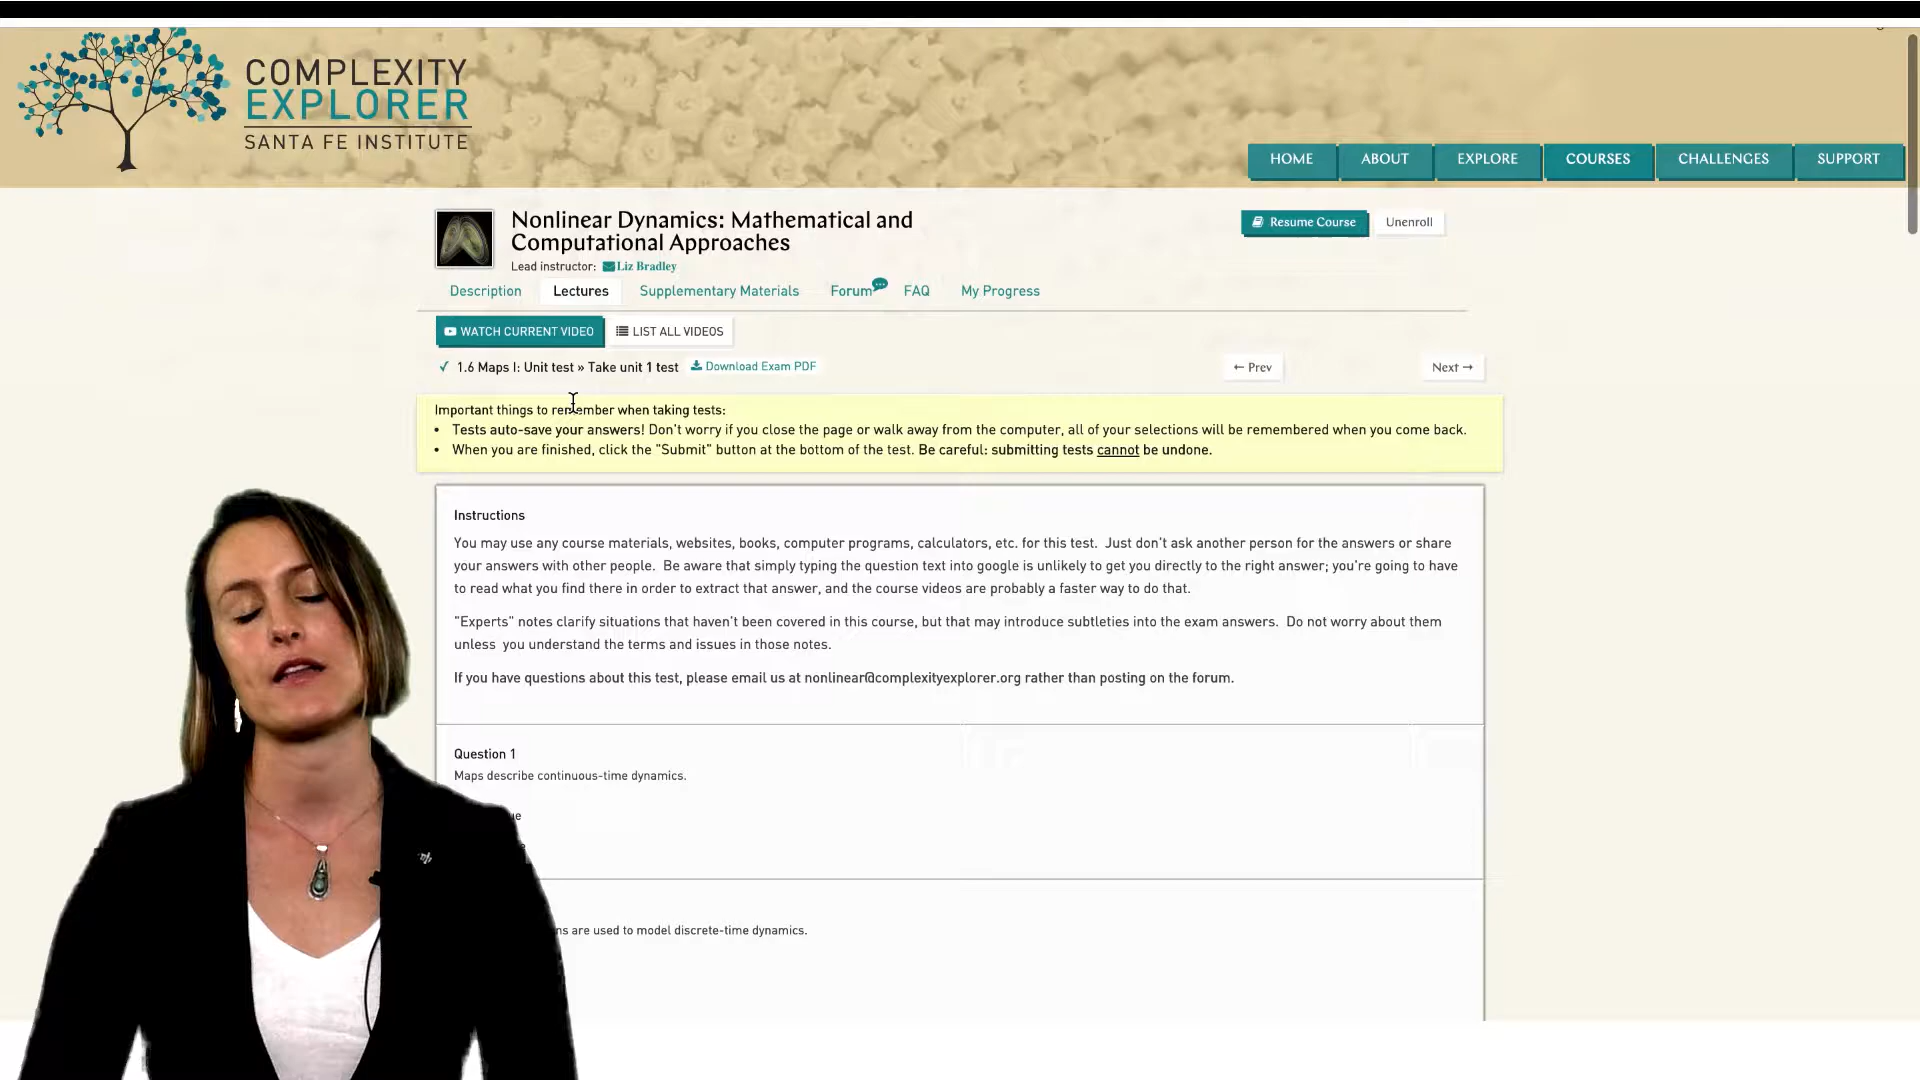 COMPLEXITY
EXPLORER
SANTA FE INSTITUTE
HOME ABOUT EXPLORE COURSES CHALLENGES SUPPORT
Nonlinear Dynamics: Mathematical and
Computational Approaches
Resume Course Unenroll
Lead instructor: Liz Bradley
Description Lectures Supplementary Materials Forum FAQ My Progress
WATCH CURRENT VIDEO LIST ALL VIDEOS
✓ 1.6 Maps I: Unit test » Take unit 1 test Download Exam PDF
← Prev Next →
Important things to remember when taking tests:
• Tests auto-save your answers! Don't worry if you close the page or walk away from the computer, all of your selections will be remembered when you come back.
• When you are finished, click the "Submit" button at the bottom of the test. Be careful: submitting tests cannot be undone.
Instructions
You may use any course materials, websites, books, computer programs, calculators, etc. for this test. Just don't ask another person for the answers or share
your answers with other people. Be aware that simply typing the question text into google is unlikely to get you directly to the right answer; you're going to have
to read what you find there in order to extract that answer, and the course videos are probably a faster way to do that.
"Experts" notes clarify situations that haven't been covered in this course, but that may introduce subtleties into the exam answers. Do not worry about them
unless you understand the terms and issues in those notes.
If you have questions about this test, please email us at nonlinear@complexityexplorer.org rather than posting on the forum.
Question 1
Maps describe continuous-time dynamics.
are used to model discrete-time dynamics.